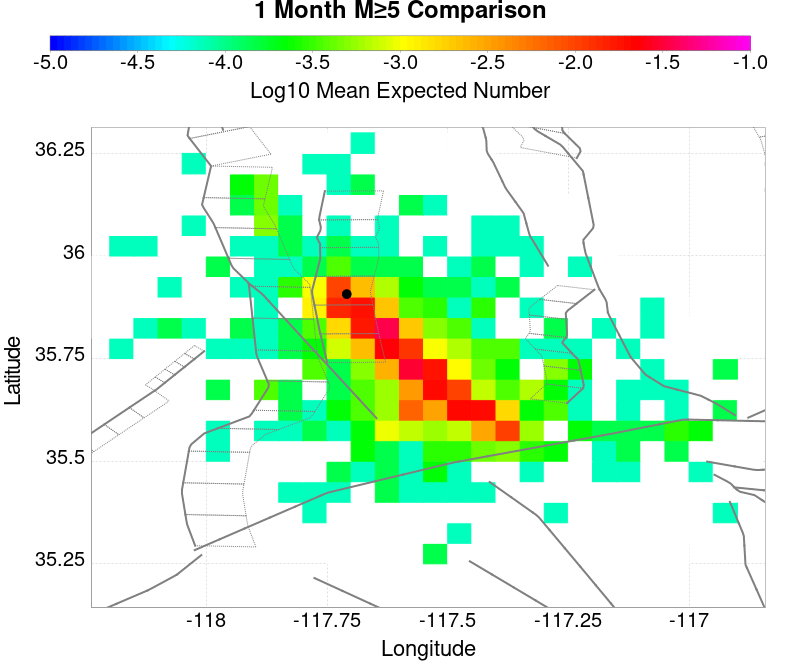 1 Month M≥5 Comparison
-5.0 -4.5 -4.0 -3.5 -3.0 -2.5 -2.0 -1.5 -1.0
Log10 Mean Expected Number
36.25
36
35.75
35.5
35.25
Latitude
-118 -117.75 -117.5 -117.25 -117
Longitude